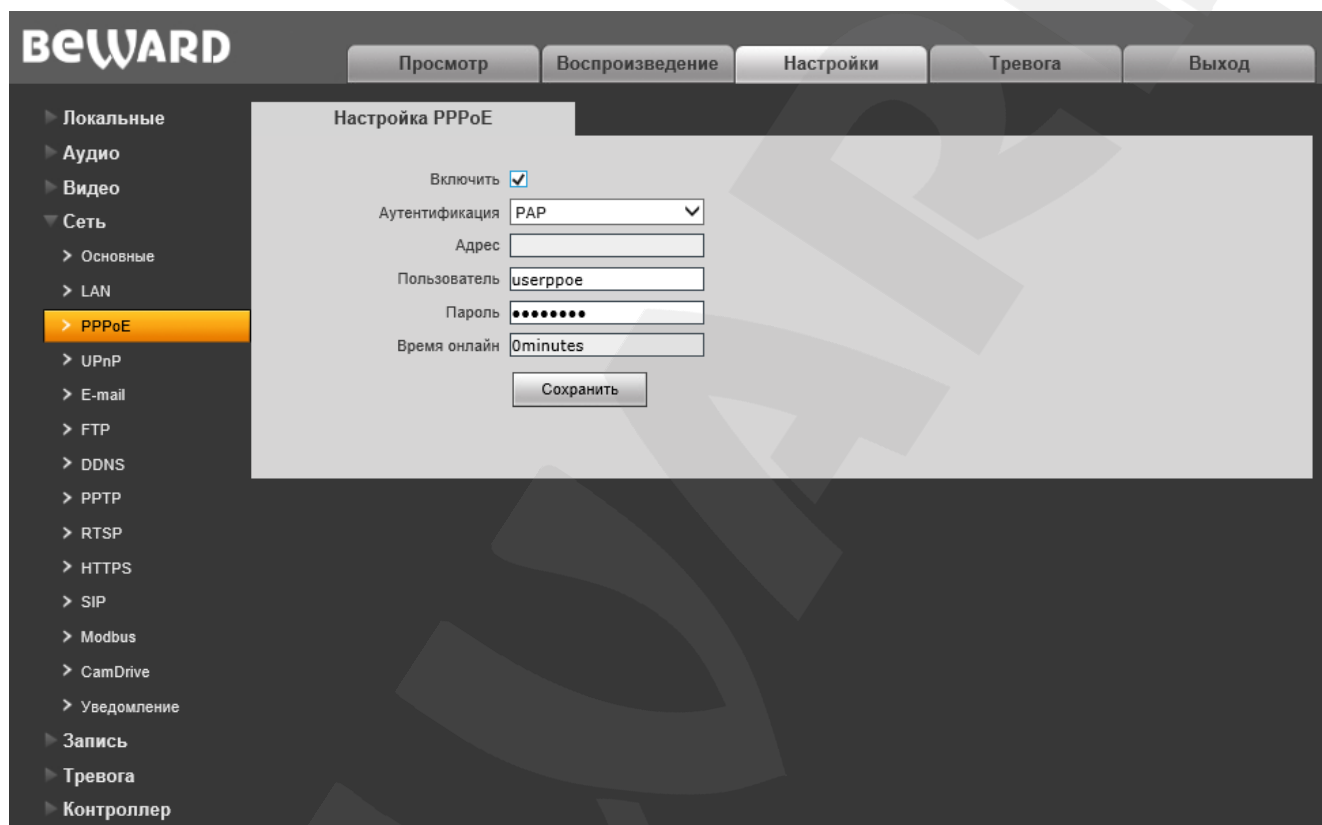 BEWARD
Просмотр Воспроизведение Настройки Тревога Выход
Локальные
Аудио
Видео
Сеть
Основные
LAN
PPPoE
UPnP
E-mail
FTP
DDNS
PPTP
RTSP
HTTPS
SIP
Modbus
CamDrive
Уведомление
Запись
Тревога
Контроллер
Настройка PPPoE
Включить
Аутентификация PAP
Адрес
Пользователь userppoe
Пароль ••••••••
Время онлайн 0minutes
Сохранить